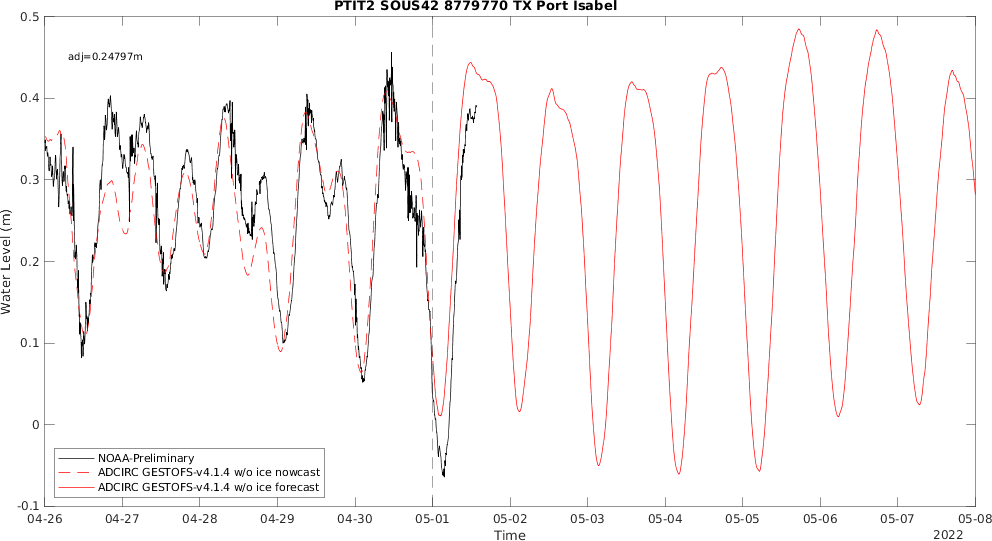 PTIT2 SOUS42 8779770 TX Port Isabel
adj=0.24797m
Water Level (m)
0.5
0.4
0.3
0.2
0.1
0
-0.1
NOAA-Preliminary
ADCIRC GESTOFS-v4.1.4 w/o ice nowcast
ADCIRC GESTOFS-v4.1.4 w/o ice forecast
04-26 04-27 04-28 04-29 04-30 05-01 05-02 05-03 05-04 05-05 05-06 05-07 05-08
Time
2022